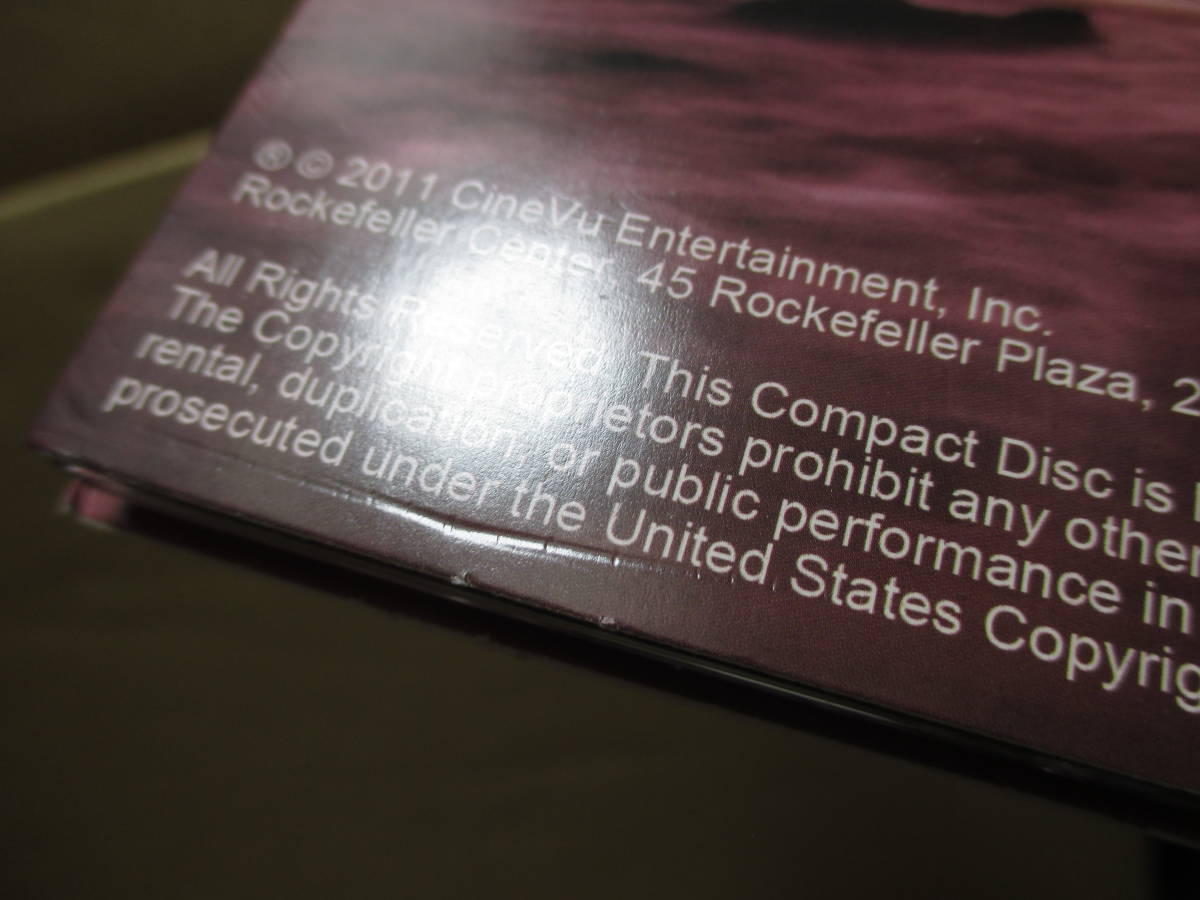 ® © 2011 CineVu Entertainment, Inc.
Rockefeller Center, 45 Rockefeller Plaza, 2
All Rights Reserved. This Compact Disc is
The Copyright proprietors prohibit any other
rental, duplication, or public performance in
prosecuted under the United States Copyrig